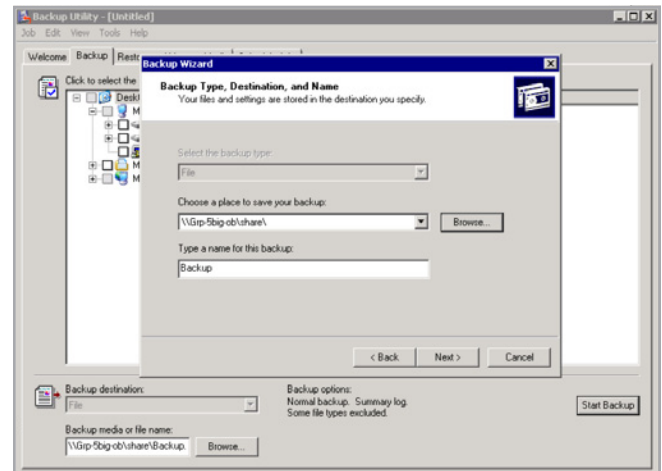 Backup Utility - [Untitled]
Job Edit View Tools Help
Welcome Backup
Click to select the
Backup Wizard
Backup Type, Destination, and Name
Your files and settings are stored in the destination you specify.
Select the backup type:
File
Choose a place to save your backup:
\\Grp-5big-ob\share\
Browse...
Type a name for this backup:
Backup
< Back Next > Cancel
Backup destination:
File
Backup media or file name:
\\Grp-5big-ob\share\Backup.
Browse...
Backup options:
Normal backup. Summary log.
Some file types excluded.
Start Backup